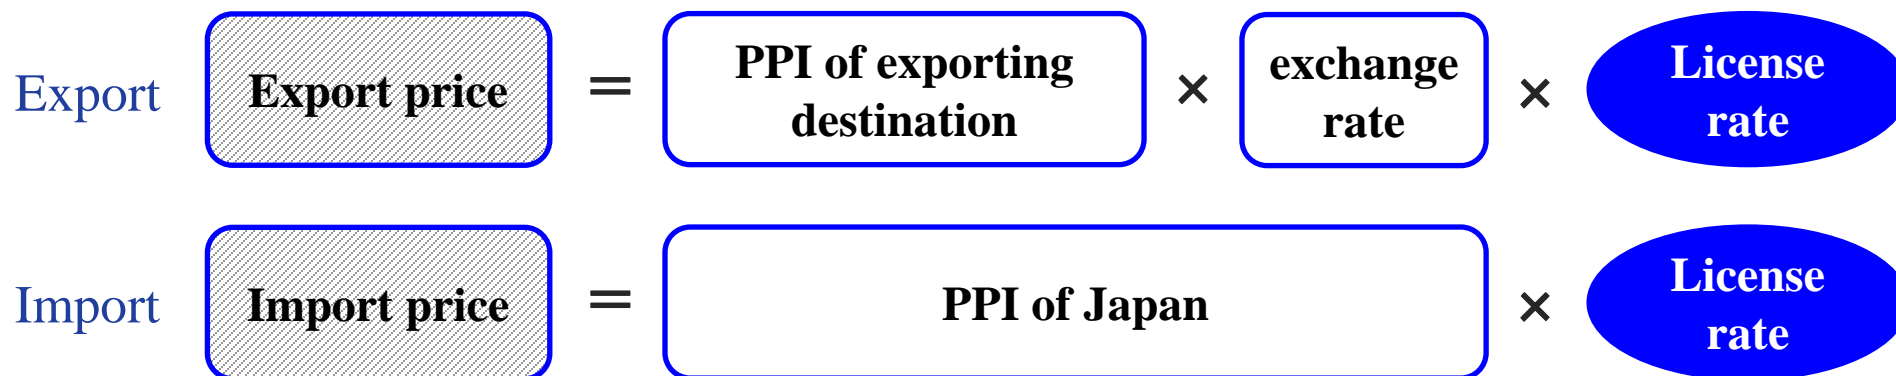 Export Export price = PPI of exporting destination × exchange rate × License rate
Import Import price = PPI of Japan × License rate